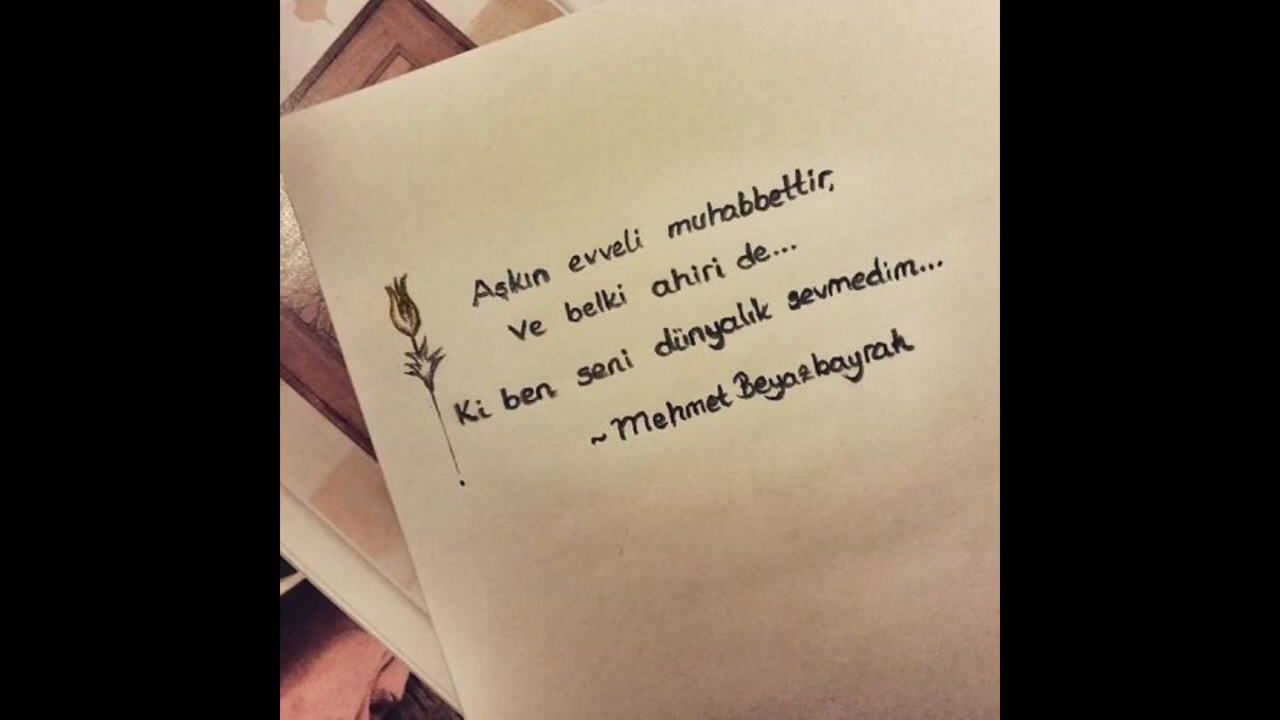 Aşkın evveli muhabbettir,
ve belki ahiri de...
Ki ben seni dünyalık sevmedim...
~Mehmet Beyazbayrak